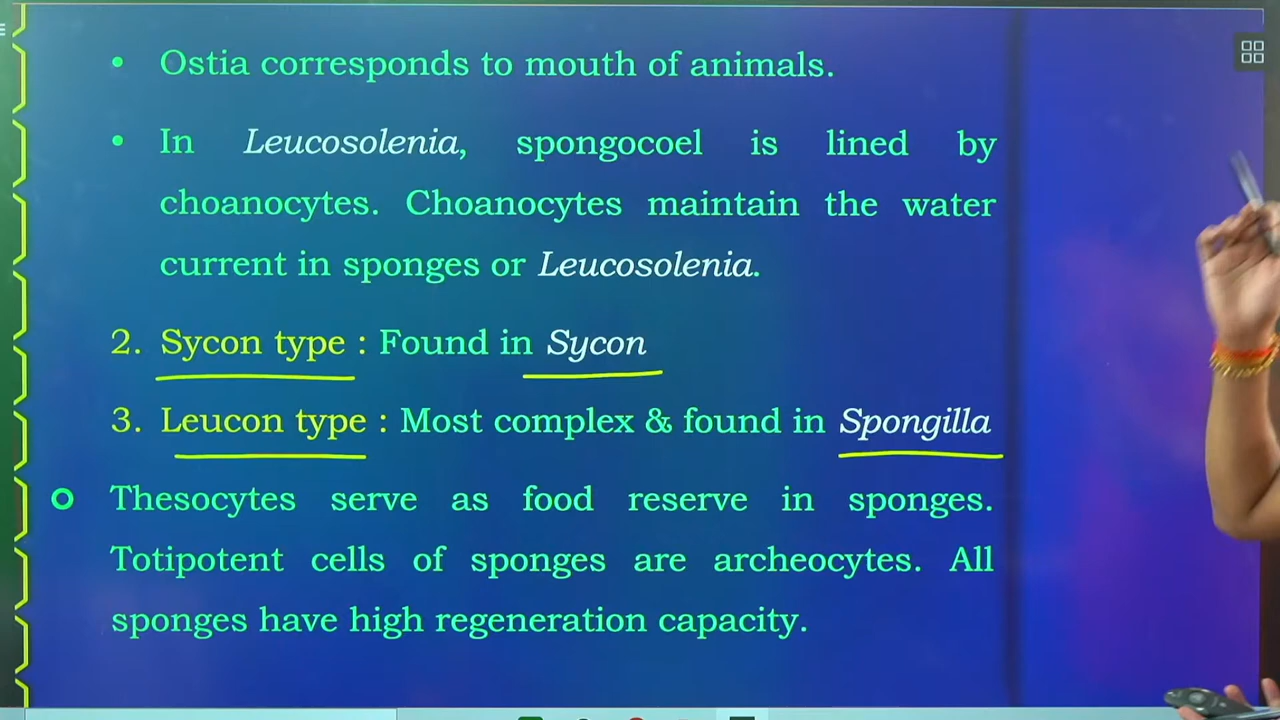 • Ostia corresponds to mouth of animals.
• In Leucosolenia, spongocoel is lined by
choanocytes. Choanocytes maintain the water
current in sponges or Leucosolenia.
2. Sycon type : Found in Sycon
3. Leucon type : Most complex & found in Spongilla
Thesocytes serve as food reserve in sponges.
Totipotent cells of sponges are archeocytes. All
sponges have high regeneration capacity.